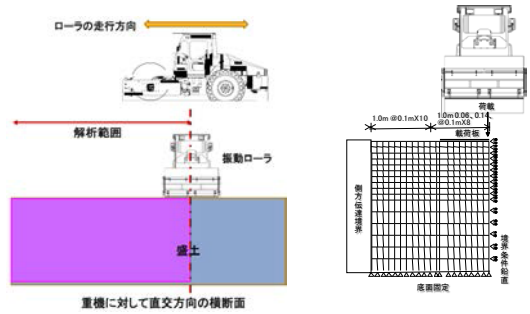 ローラの走行方向
解析範囲
振動ローラ
盛土
重機に対して直交方向の横断面
荷載
1.0m @0.1mX10
1.0m 0.06、0.14、
@0.1mX8
載荷板
側方伝達境界
境界条件鉛直
底面固定